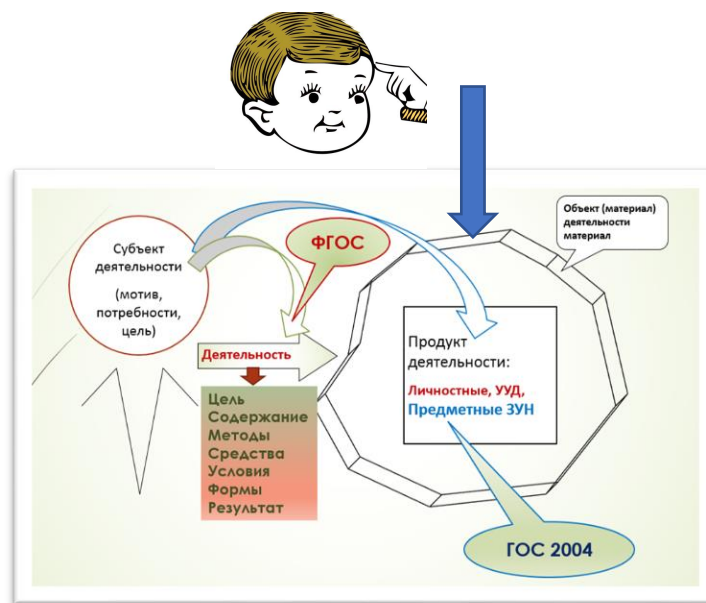 Субъект
деятельности
(мотив,
потребности,
цель)
ФГОС
Объект (материал)
деятельности
материал
Деятельность
Цель
Содержание
Методы
Средства
Условия
Формы
Результат
Продукт
деятельности:
Личностные, УУД,
Предметные ЗУН
ГОС 2004